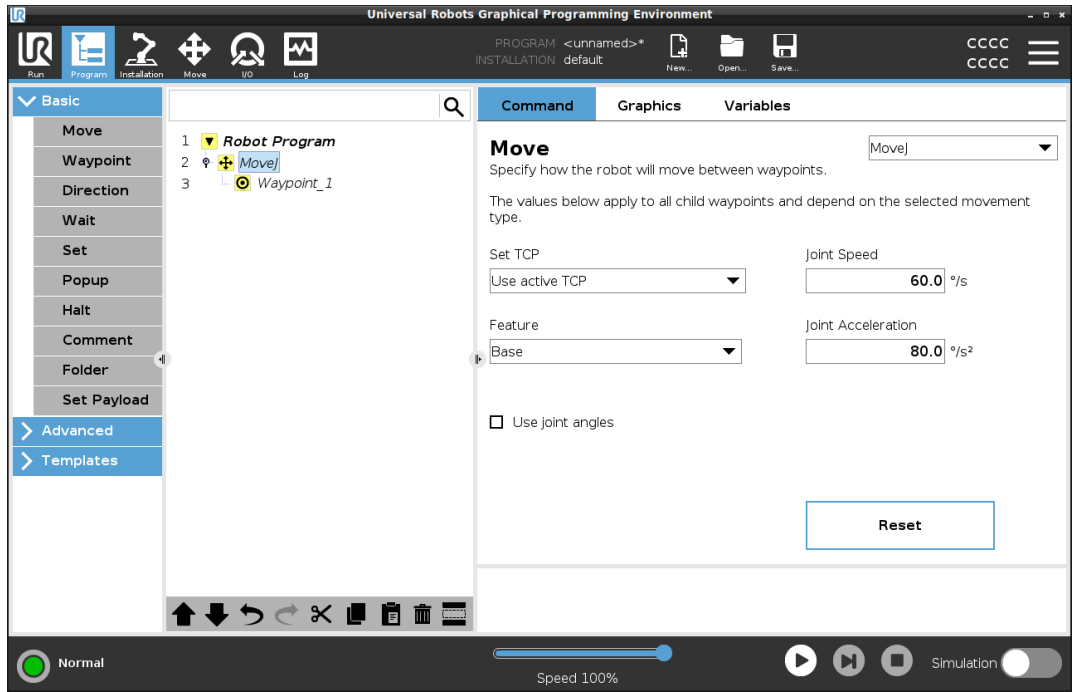 Universal Robots Graphical Programming Environment
UR
Run
Program
Installation
Move
I/O
Log
PROGRAM <unnamed>*
INSTALLATION default
New...
Open...
Save...
CCCC
CCCC
Basic
Move
Waypoint
Direction
Wait
Set
Popup
Halt
Comment
Folder
Set Payload
Advanced
Templates
1 Robot Program
2 MoveJ
3 Waypoint_1
Command Graphics Variables
Move
MoveJ
Specify how the robot will move between waypoints.
The values below apply to all child waypoints and depend on the selected movement
type.
Set TCP
Use active TCP
Joint Speed
60.0 °/s
Feature
Base
Joint Acceleration
80.0 °/s²
Use joint angles
Reset
Normal
Speed 100%
Simulation